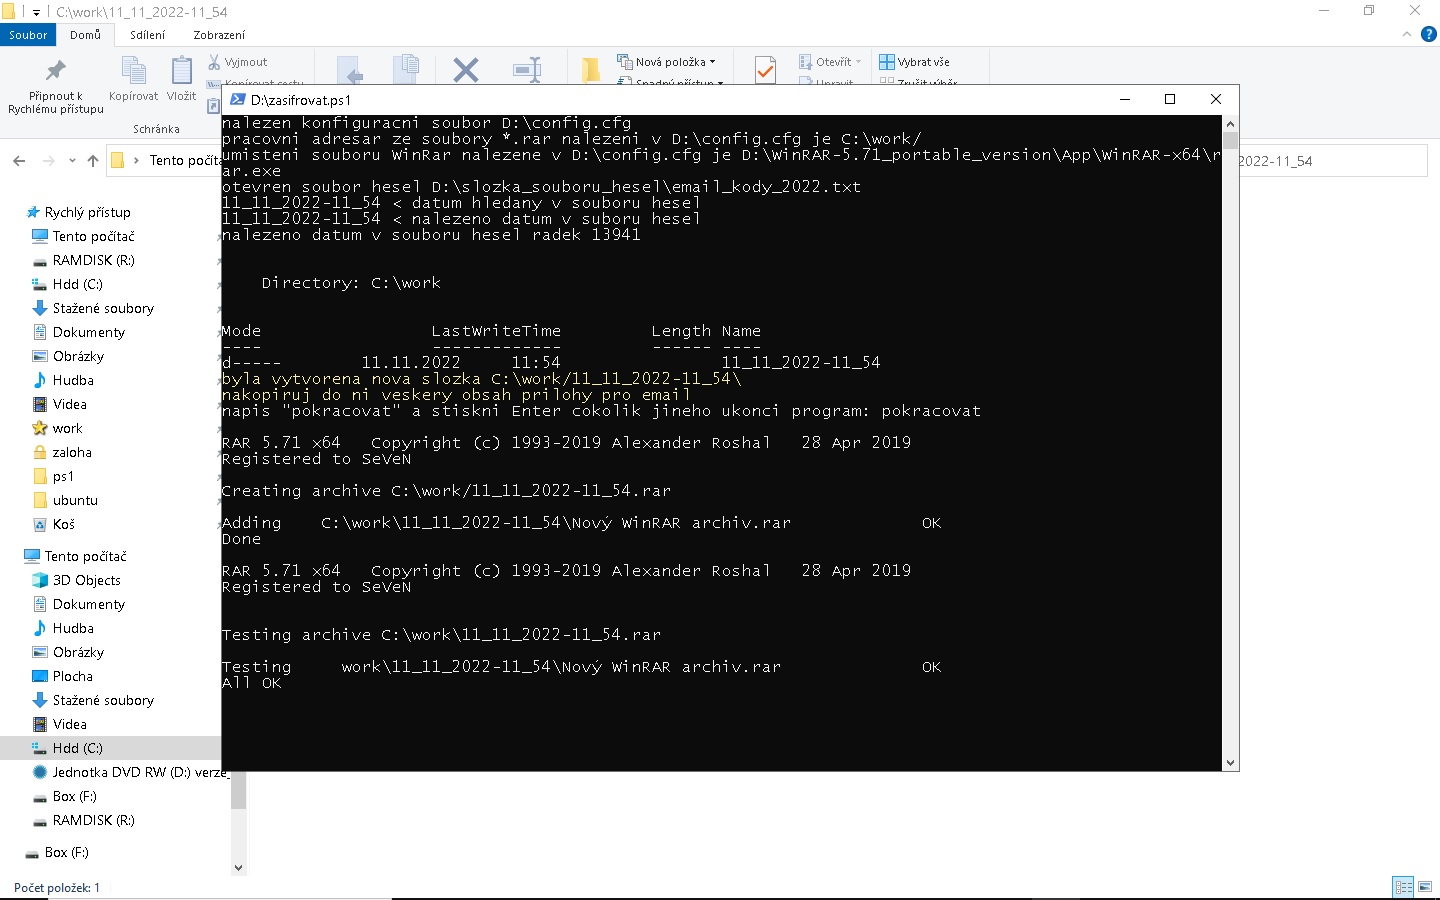 C:\work\11_11_2022-11_54
Soubor Domů Sdílení Zobrazení
Připnout k Rychlému přístupu
Kopírovat
Vložit
Vyjmout
Kopírovat cestu
Schránka
Nová položka
Snadný přístup
Otevřít
Upravit
Vybrat vše
Zrušit výběr
Tento počíta
2022-11_54
D:\zasifrovat.ps1
nalezen konfiguracni soubor D:\config.cfg
pracovni adresar ze soubory *.rar nalezeni v D:\config.cfg je C:\work/
umisteni souboru WinRar nalezene v D:\config.cfg je D:\WinRAR-5.71_portable_version\App\WinRAR-x64\r
ar.exe
otevren soubor hesel D:\slozka_souboru_hesel\email_kody_2022.txt
11_11_2022-11_54 < datum hledany v souboru hesel
11_11_2022-11_54 < nalezeno datum v suboru hesel
nalezeno datum v souboru hesel radek 13941
Directory: C:\work
Mode LastWriteTime Length Name
---- ------------- ------ ----
d----- 11.11.2022 11:54 11_11_2022-11_54
byla vytvorena nova slozka C:\work/11_11_2022-11_54\
nakopiruj do ni veskery obsah prilohy pro email
napis "pokracovat" a stiskni Enter cokolik jineho ukonci program: pokracovat
RAR 5.71 x64 Copyright (c) 1993-2019 Alexander Roshal 28 Apr 2019
Registered to SeVeN
Creating archive C:\work/11_11_2022-11_54.rar
Adding C:\work\11_11_2022-11_54\Nový WinRAR archiv.rar OK
Done
RAR 5.71 x64 Copyright (c) 1993-2019 Alexander Roshal 28 Apr 2019
Registered to SeVeN
Testing archive C:\work\11_11_2022-11_54.rar
Testing work\11_11_2022-11_54\Nový WinRAR archiv.rar OK
All OK
Rychlý přístup
Tento počítač
RAMDISK (R:)
Hdd (C:)
Stažené soubory
Dokumenty
Obrázky
Hudba
Videa
work
zaloha
ps1
ubuntu
Koš
Tento počítač
3D Objects
Dokumenty
Hudba
Obrázky
Plocha
Stažené soubory
Videa
Hdd (C:)
Jednotka DVD RW (D:) verze_
Box (F:)
RAMDISK (R:)
Box (F:)
Počet položek: 1